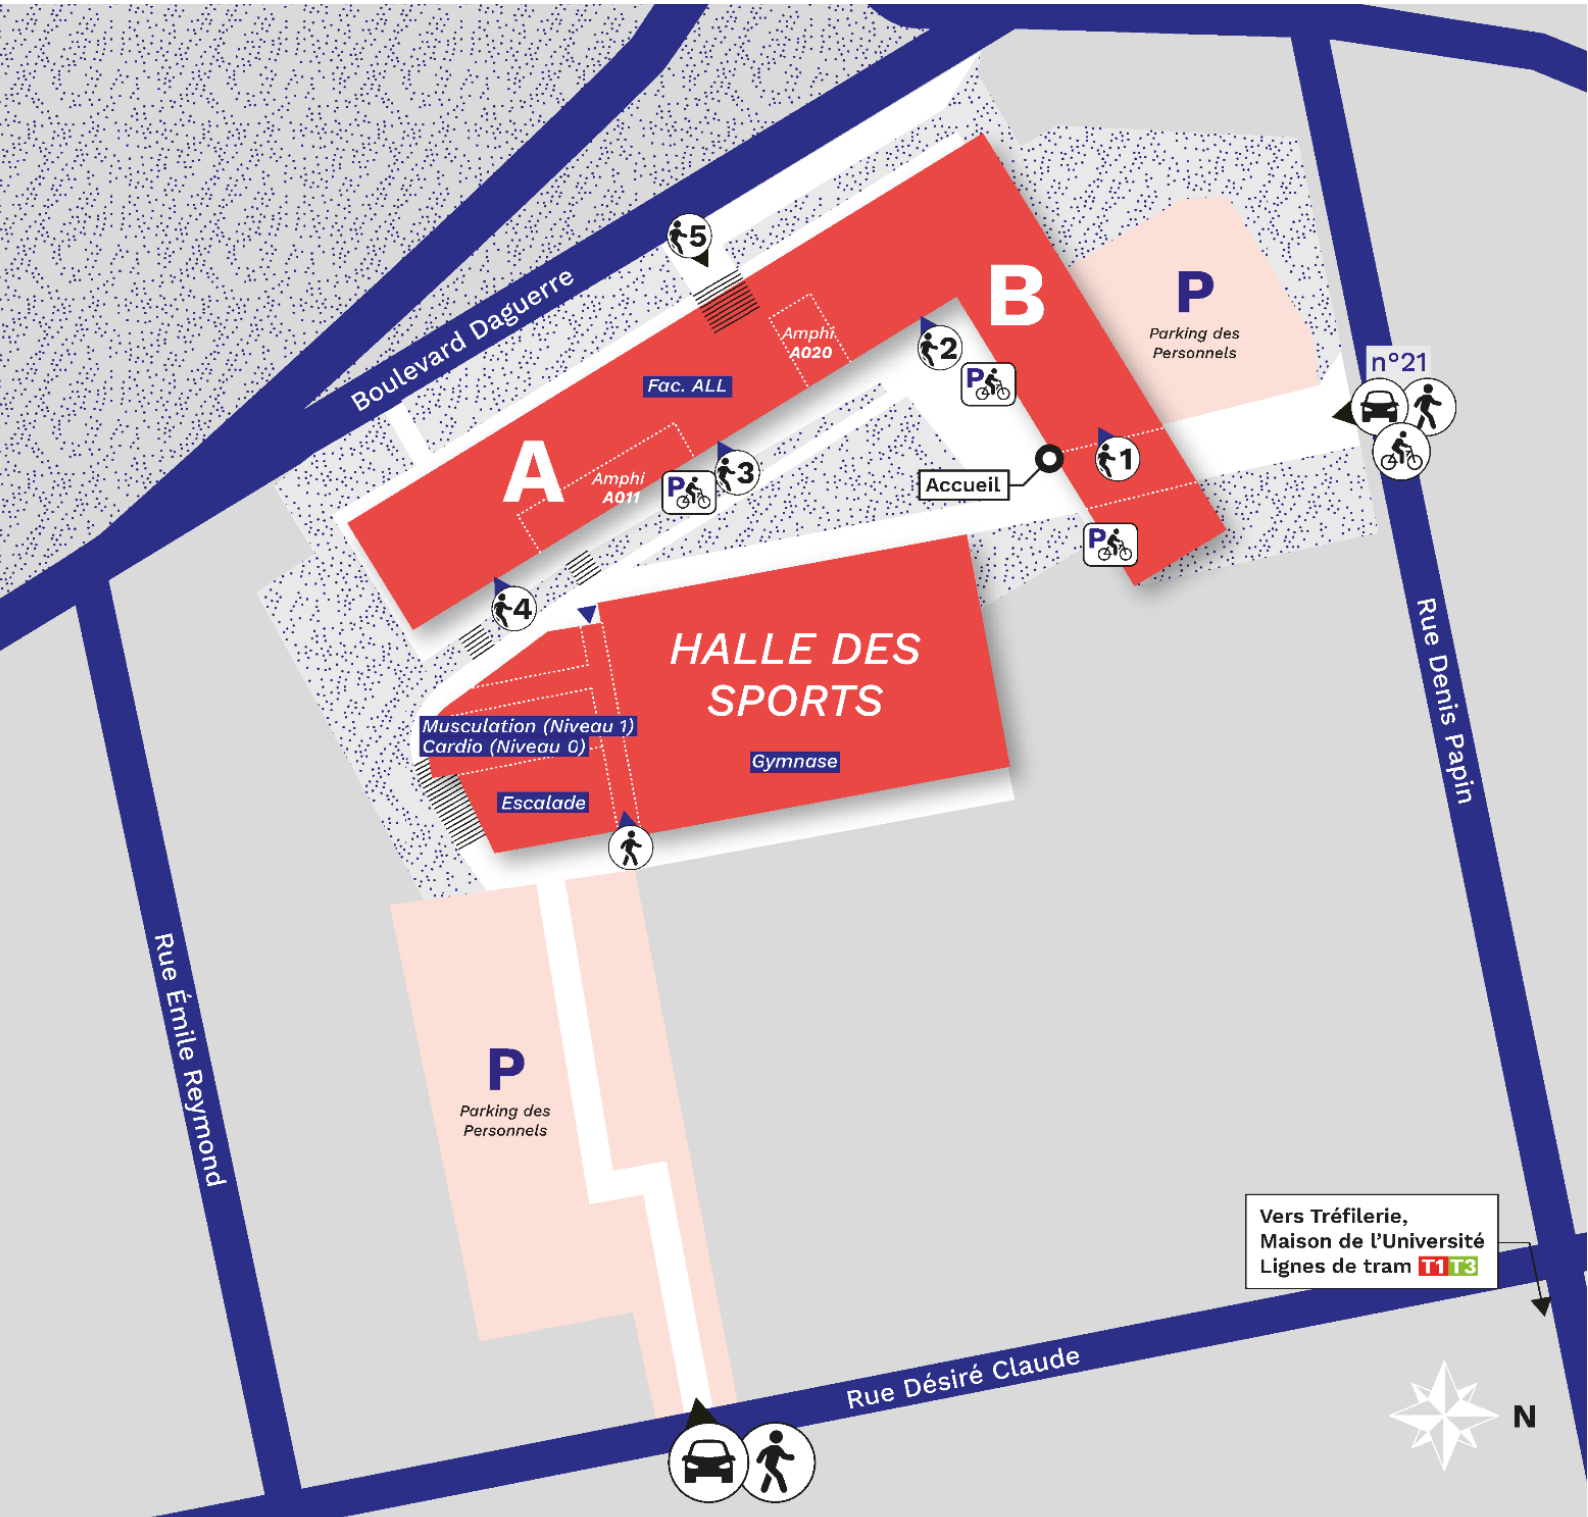 5
Boulevard Daguerre
B
P
Parking des
Personnels
Amphi
A020
2
P
n°21
Fac. ALL
A
Amphi
A011
3
P
1
Accueil
P
4
HALLE DES
SPORTS
Musculation (Niveau 1)
Cardio (Niveau 0)
Gymnase
Escalade
Rue Denis Papin
Rue Émile Reymond
P
Parking des
Personnels
Vers Tréfilerie,
Maison de l'Université
Lignes de tram T1 T3
Rue Désiré Claude
N